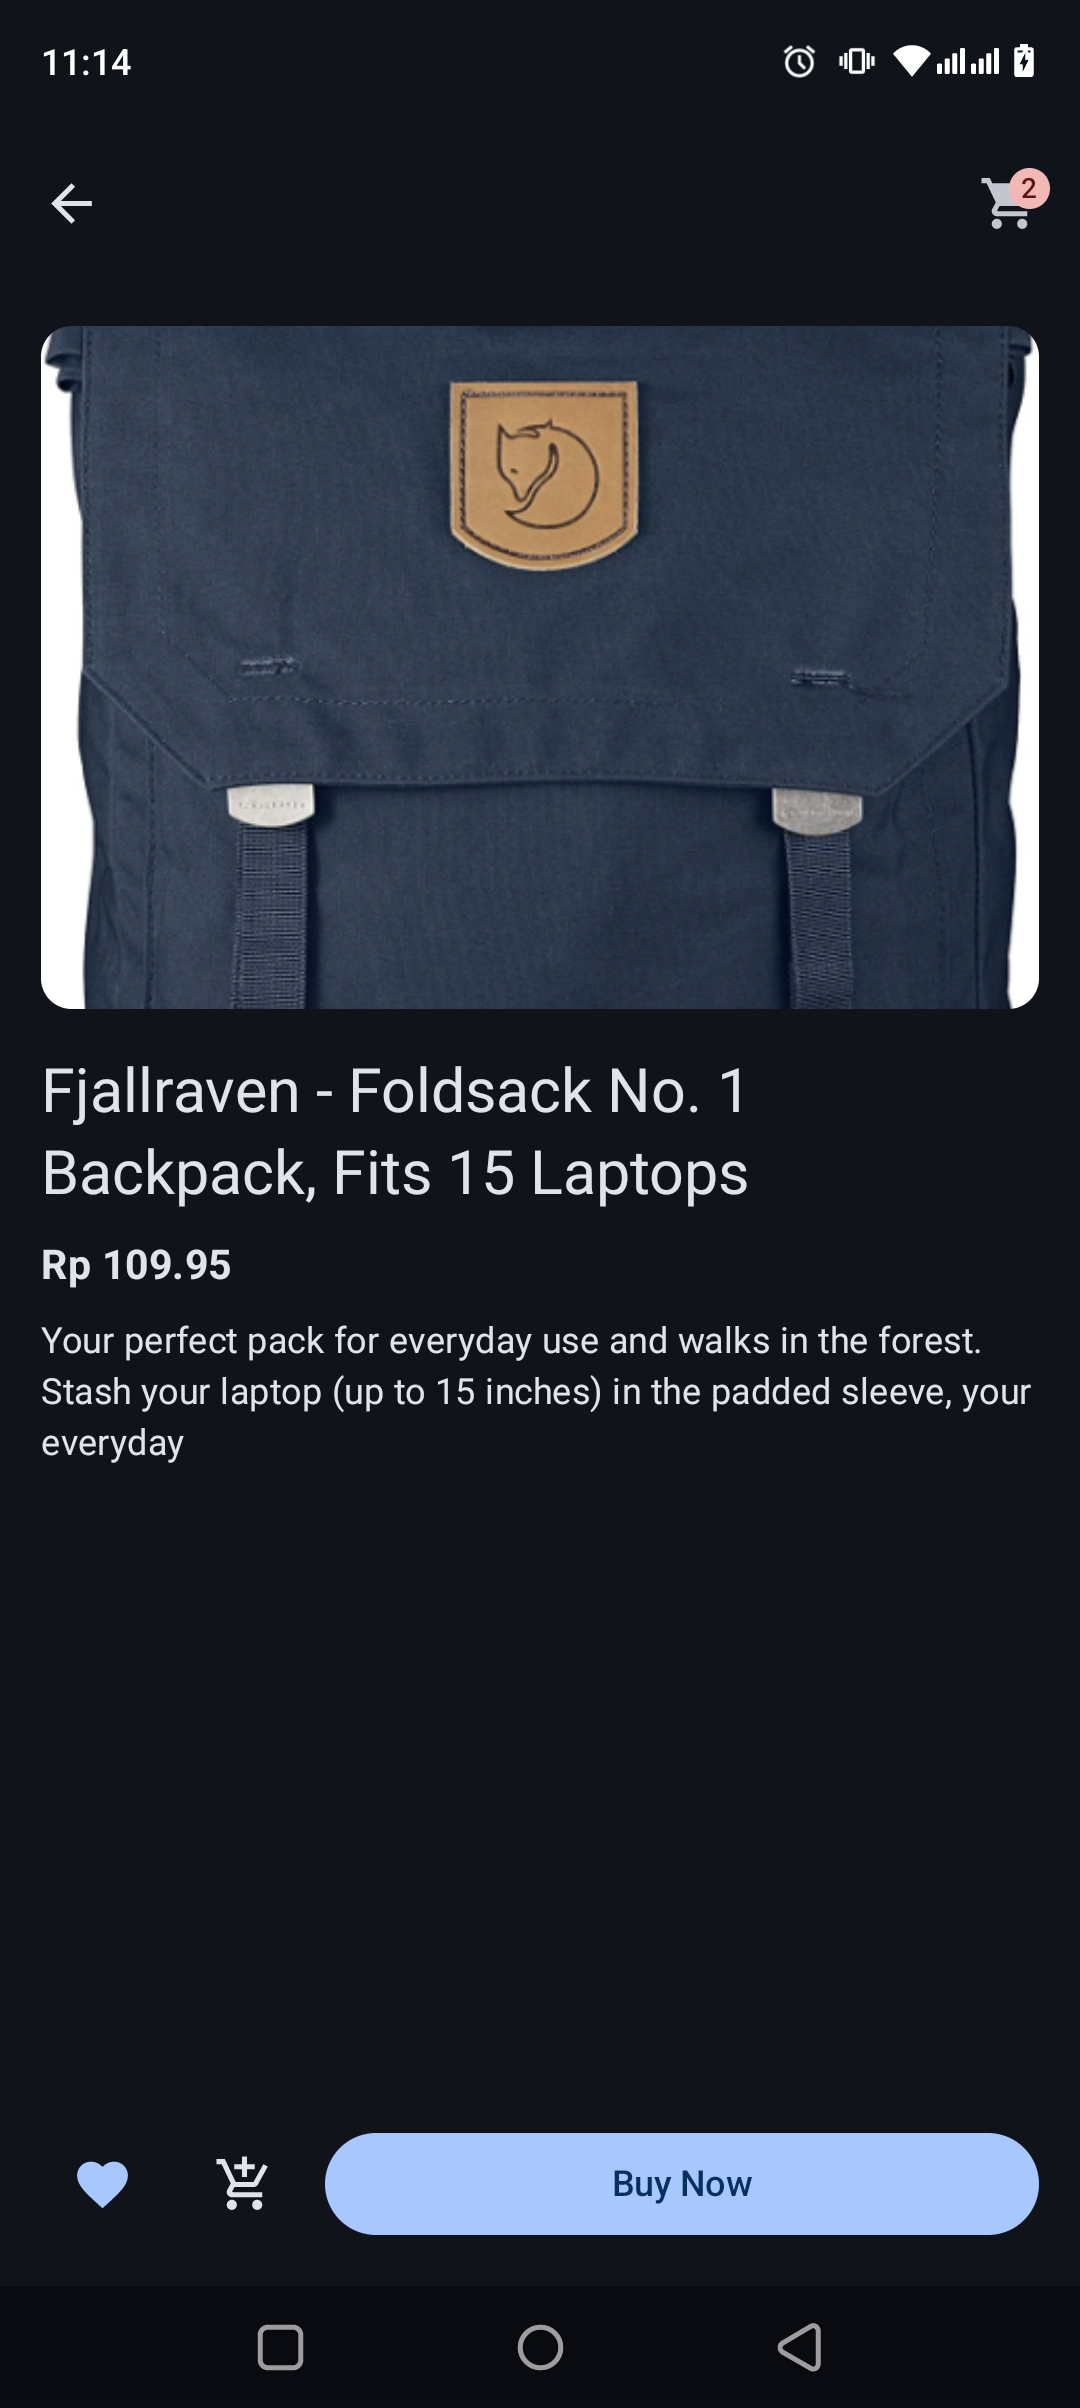 11:14
2
Fjallraven - Foldsack No. 1
Backpack, Fits 15 Laptops
Rp 109.95
Your perfect pack for everyday use and walks in the forest.
Stash your laptop (up to 15 inches) in the padded sleeve, your
everyday
Buy Now